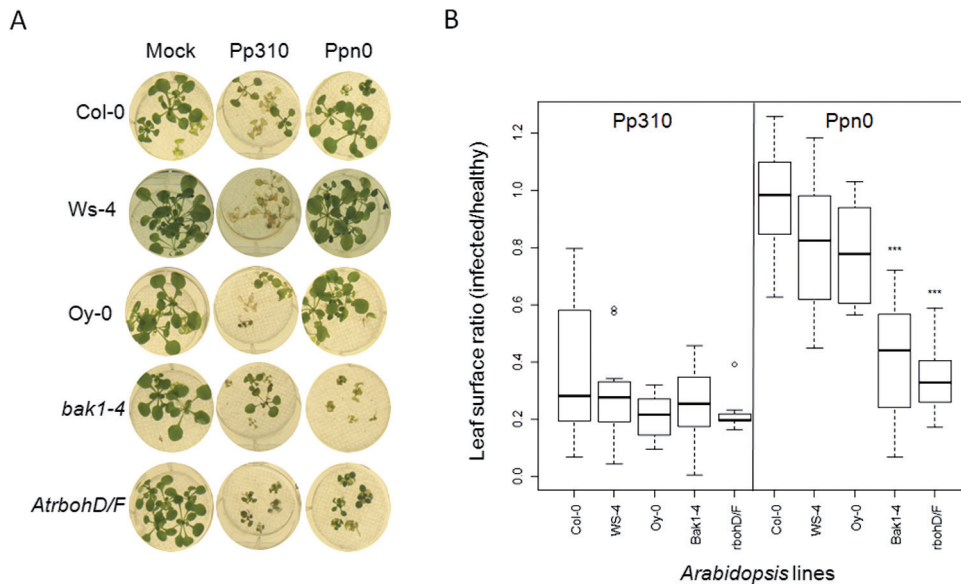 A
Mock Pp310 Ppn0
Col-0
Ws-4
Oy-0
bak1-4
AtrbohD/F
B
Pp310 Ppn0
Leaf surface ratio (infected/healthy)
1.2
1.0
0.8
0.6
0.4
0.2
0.0
***
***
Col-0 WS-4 Oy-0 Bak1-4 rbohD/F Col-0 WS-4 Oy-0 Bak1-4 rbohD/F
Arabidopsis lines